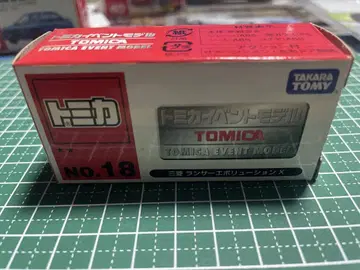 トミカイベントモデル
TOMICA
TOMICA EVENT MODEL
TAKARA
TOMY
トミカ
トミカイベントモデル
TOMICA
TOMICA EVENT MODEL
NO.18
三菱 ランサーエボリューションX